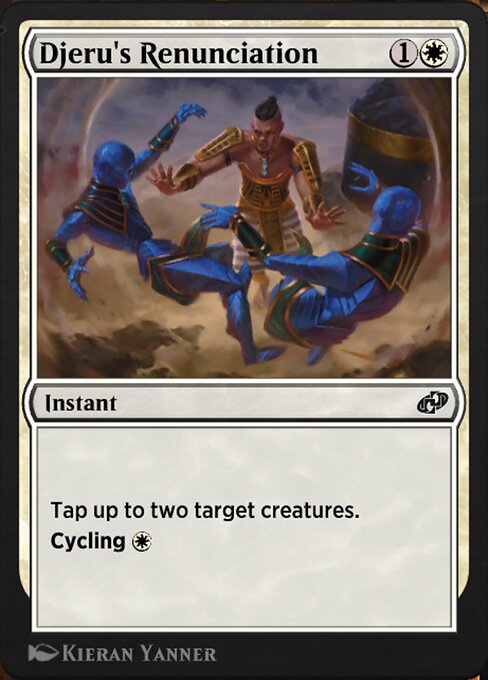 Djeru's Renunciation 1
Instant
Tap up to two target creatures.
Cycling
Kieran Yanner